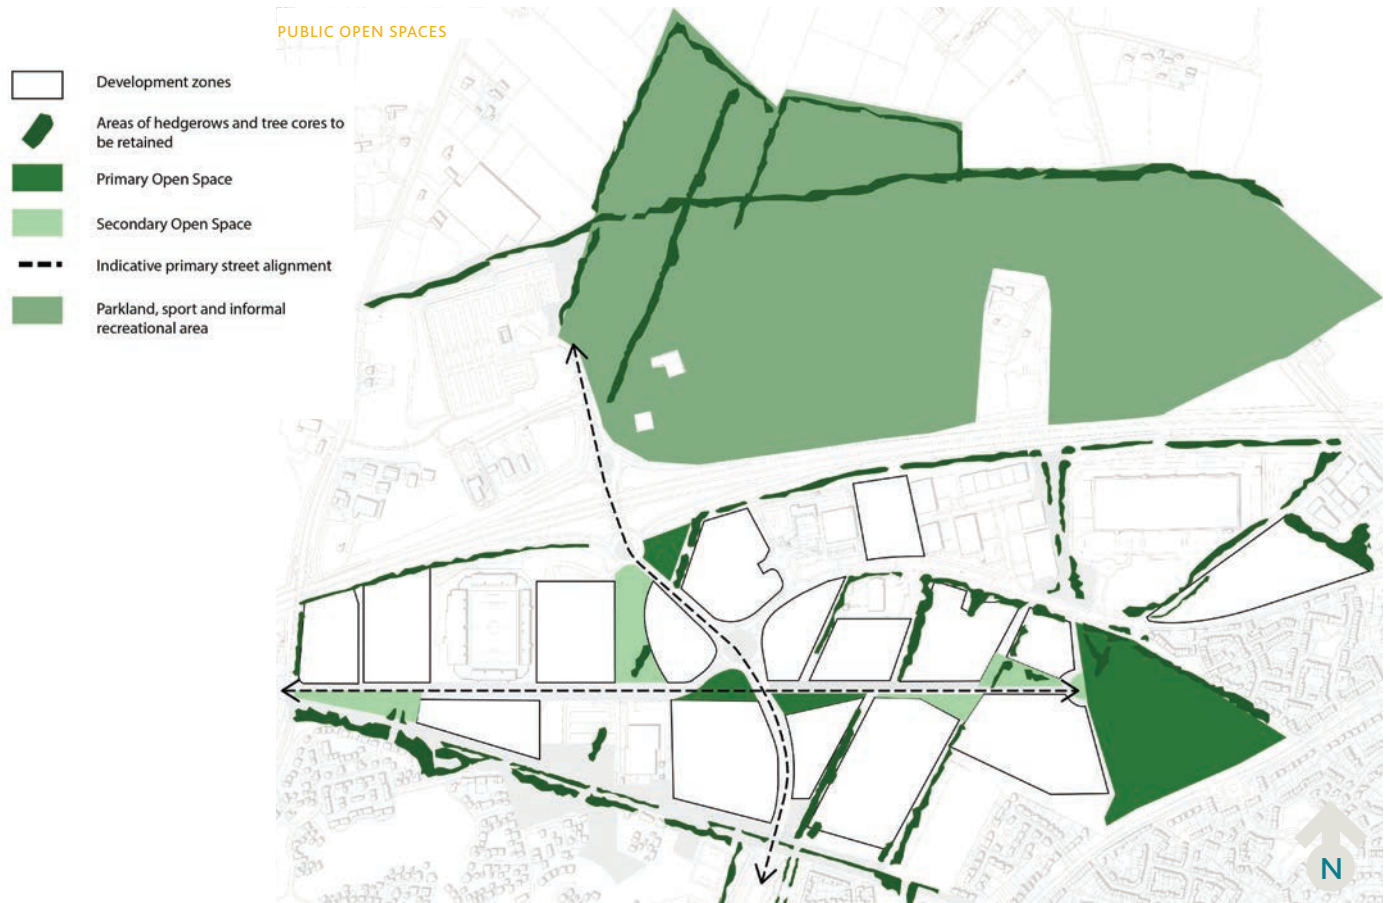 PUBLIC OPEN SPACES
Development zones
Areas of hedgerows and tree cores to
be retained
Primary Open Space
Secondary Open Space
Indicative primary street alignment
Parkland, sport and informal
recreational area
N